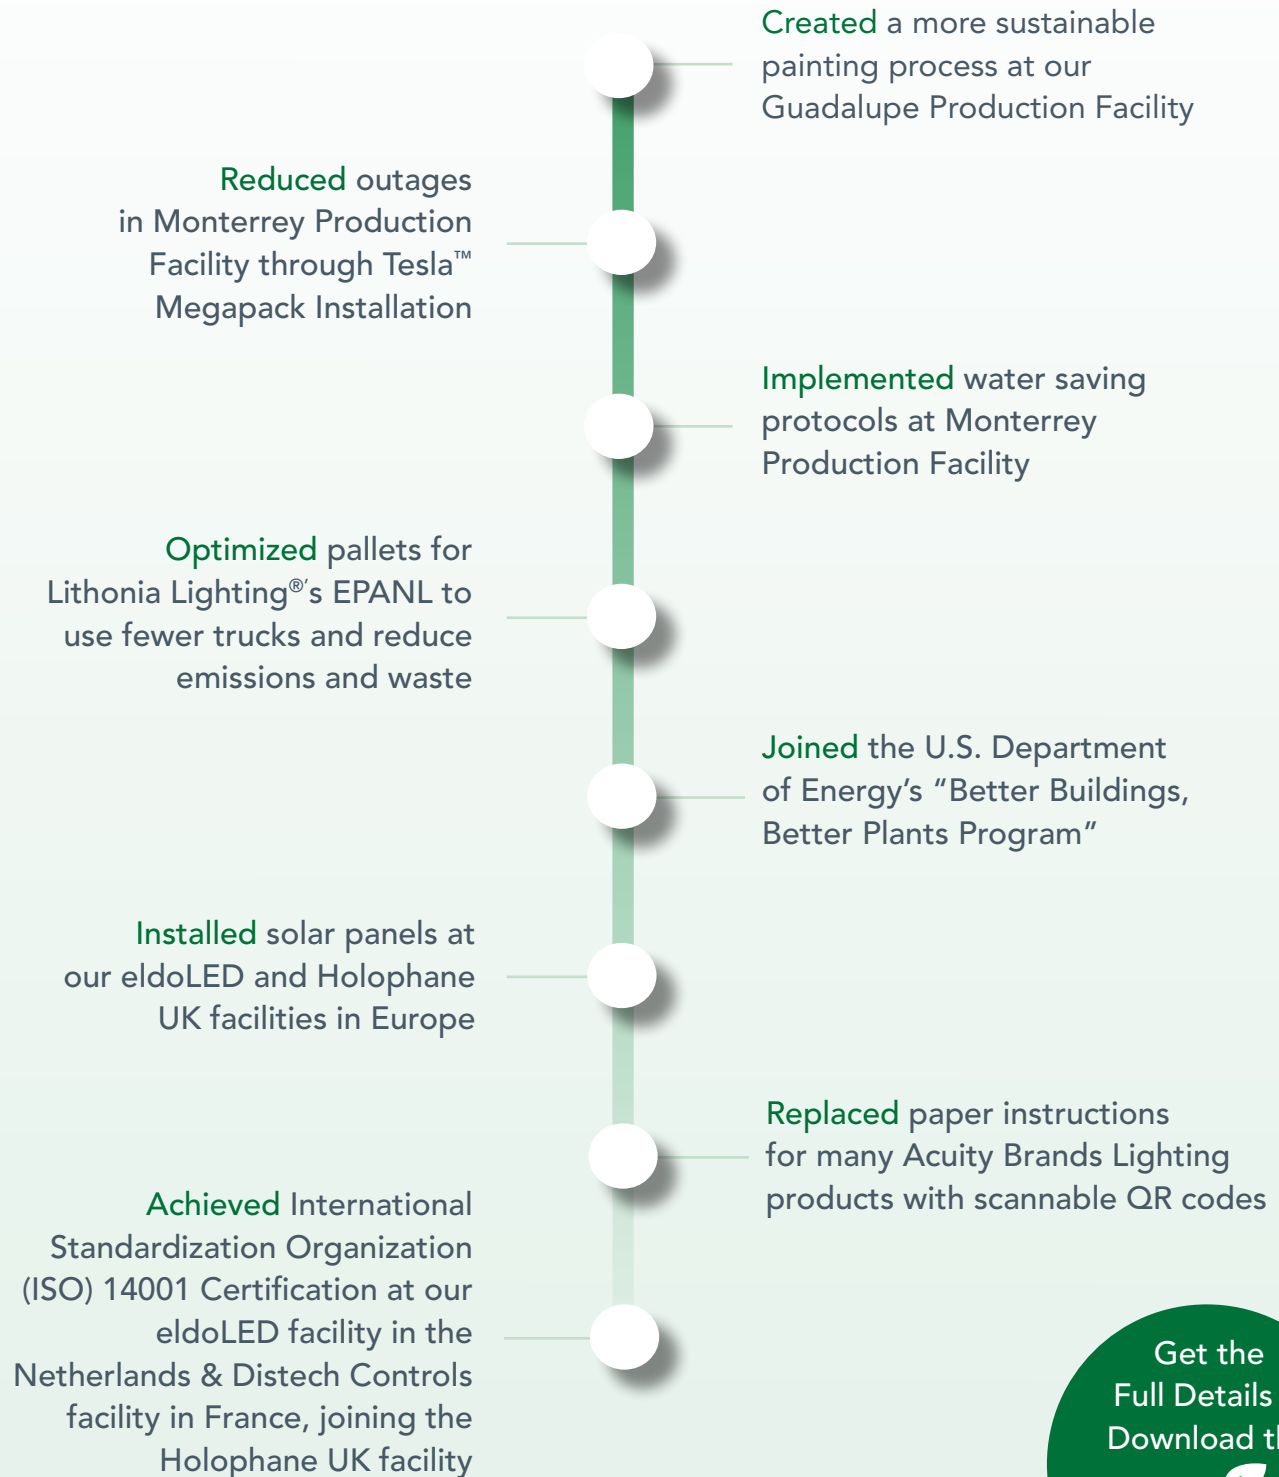 Created a more sustainable
painting process at our
Guadalupe Production Facility
Reduced outages
in Monterrey Production
Facility through Tesla™
Megapack Installation
Implemented water saving
protocols at Monterrey
Production Facility
Optimized pallets for
Lithonia Lighting®’s EPANL to
use fewer trucks and reduce
emissions and waste
Joined the U.S. Department
of Energy’s “Better Buildings,
Better Plants Program”
Installed solar panels at
our eldoLED and Holophane
UK facilities in Europe
Replaced paper instructions
for many Acuity Brands Lighting
products with scannable QR codes
Achieved International
Standardization Organization
(ISO) 14001 Certification at our
eldoLED facility in the
Netherlands & Distech Controls
facility in France, joining the
Holophane UK facility
Get the
Full Details
Download